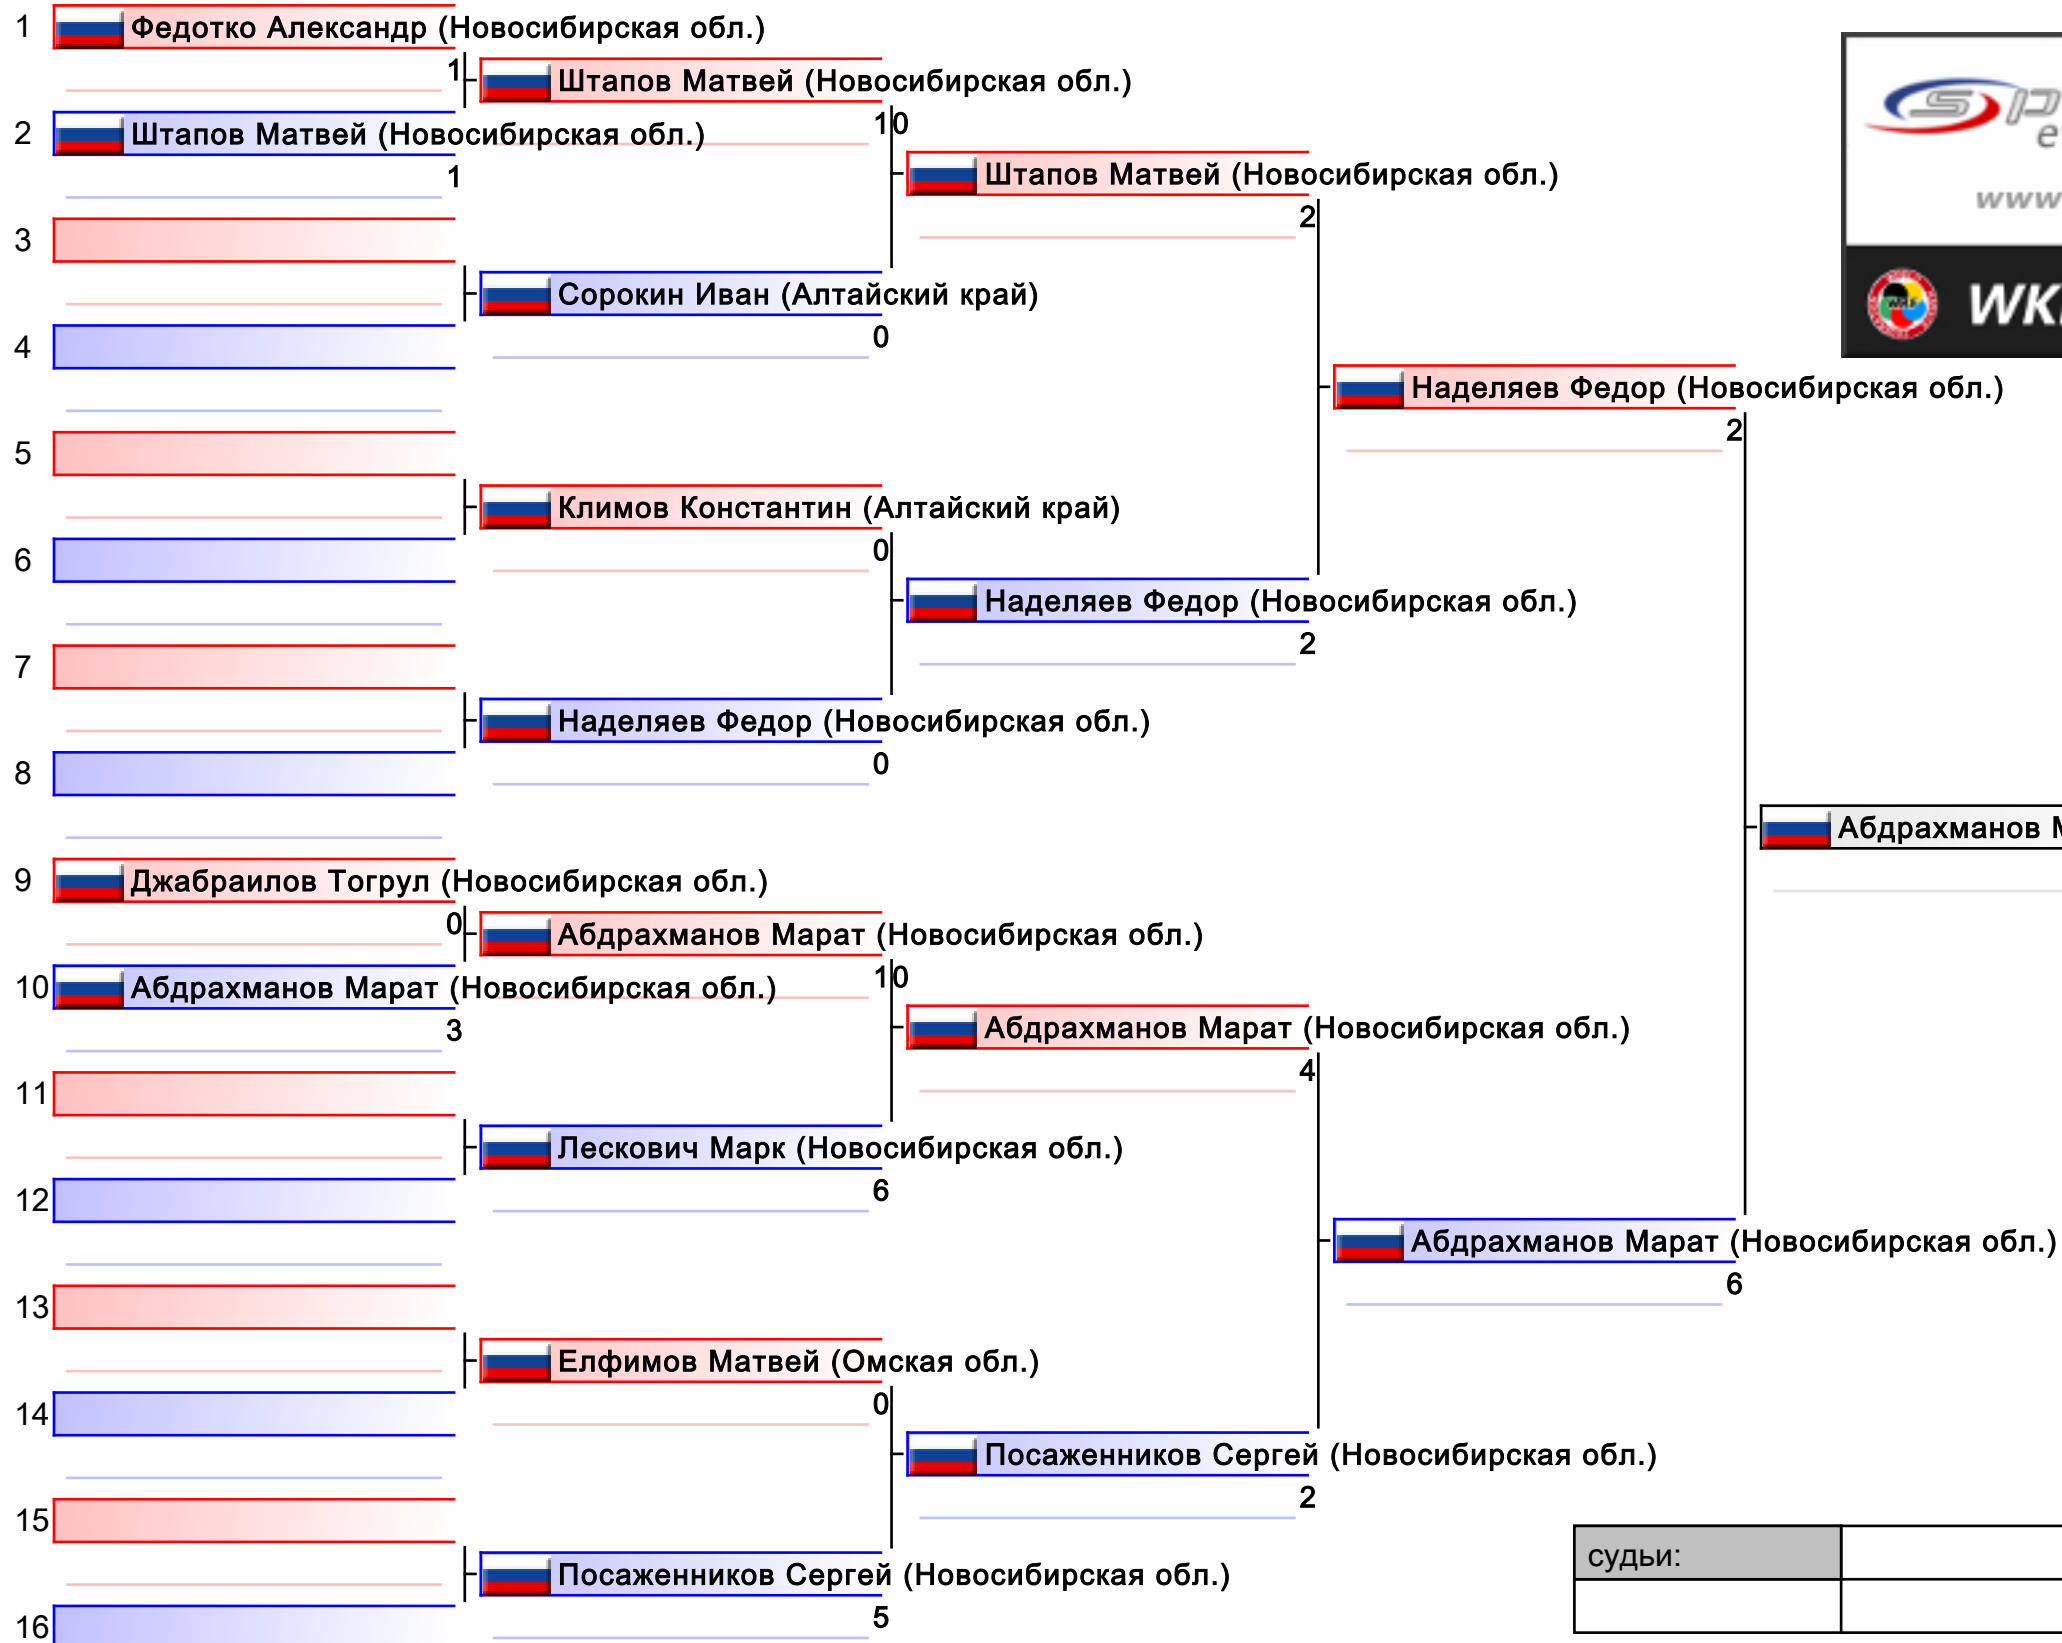 1 Федотко Александр (Новосибирская обл.)
1 Штапов Матвей (Новосибирская обл.)
2 Штапов Матвей (Новосибирская обл.)
10
1
Штапов Матвей (Новосибирская обл.)
www
2
3
Сорокин Иван (Алтайский край)
WK
4
0
Наделяев Федор (Новосибирская обл.)
2
5
Климов Константин (Алтайский край)
0
6
Наделяев Федор (Новосибирская обл.)
2
7
Наделяев Федор (Новосибирская обл.)
8
0
Абдрахманов
9 Джабраилов Тогрул (Новосибирская обл.)
0 Абдрахманов Марат (Новосибирская обл.)
10 Абдрахманов Марат (Новосибирская обл.)
10
3
Абдрахманов Марат (Новосибирская обл.)
4
11
Лескович Марк (Новосибирская обл.)
12
6
Абдрахманов Марат (Новосибирская обл.)
6
13
Елфимов Матвей (Омская обл.)
14
0
Посаженников Сергей (Новосибирская обл.)
2
15
судьи:
Посаженников Сергей (Новосибирская обл.)
16
5